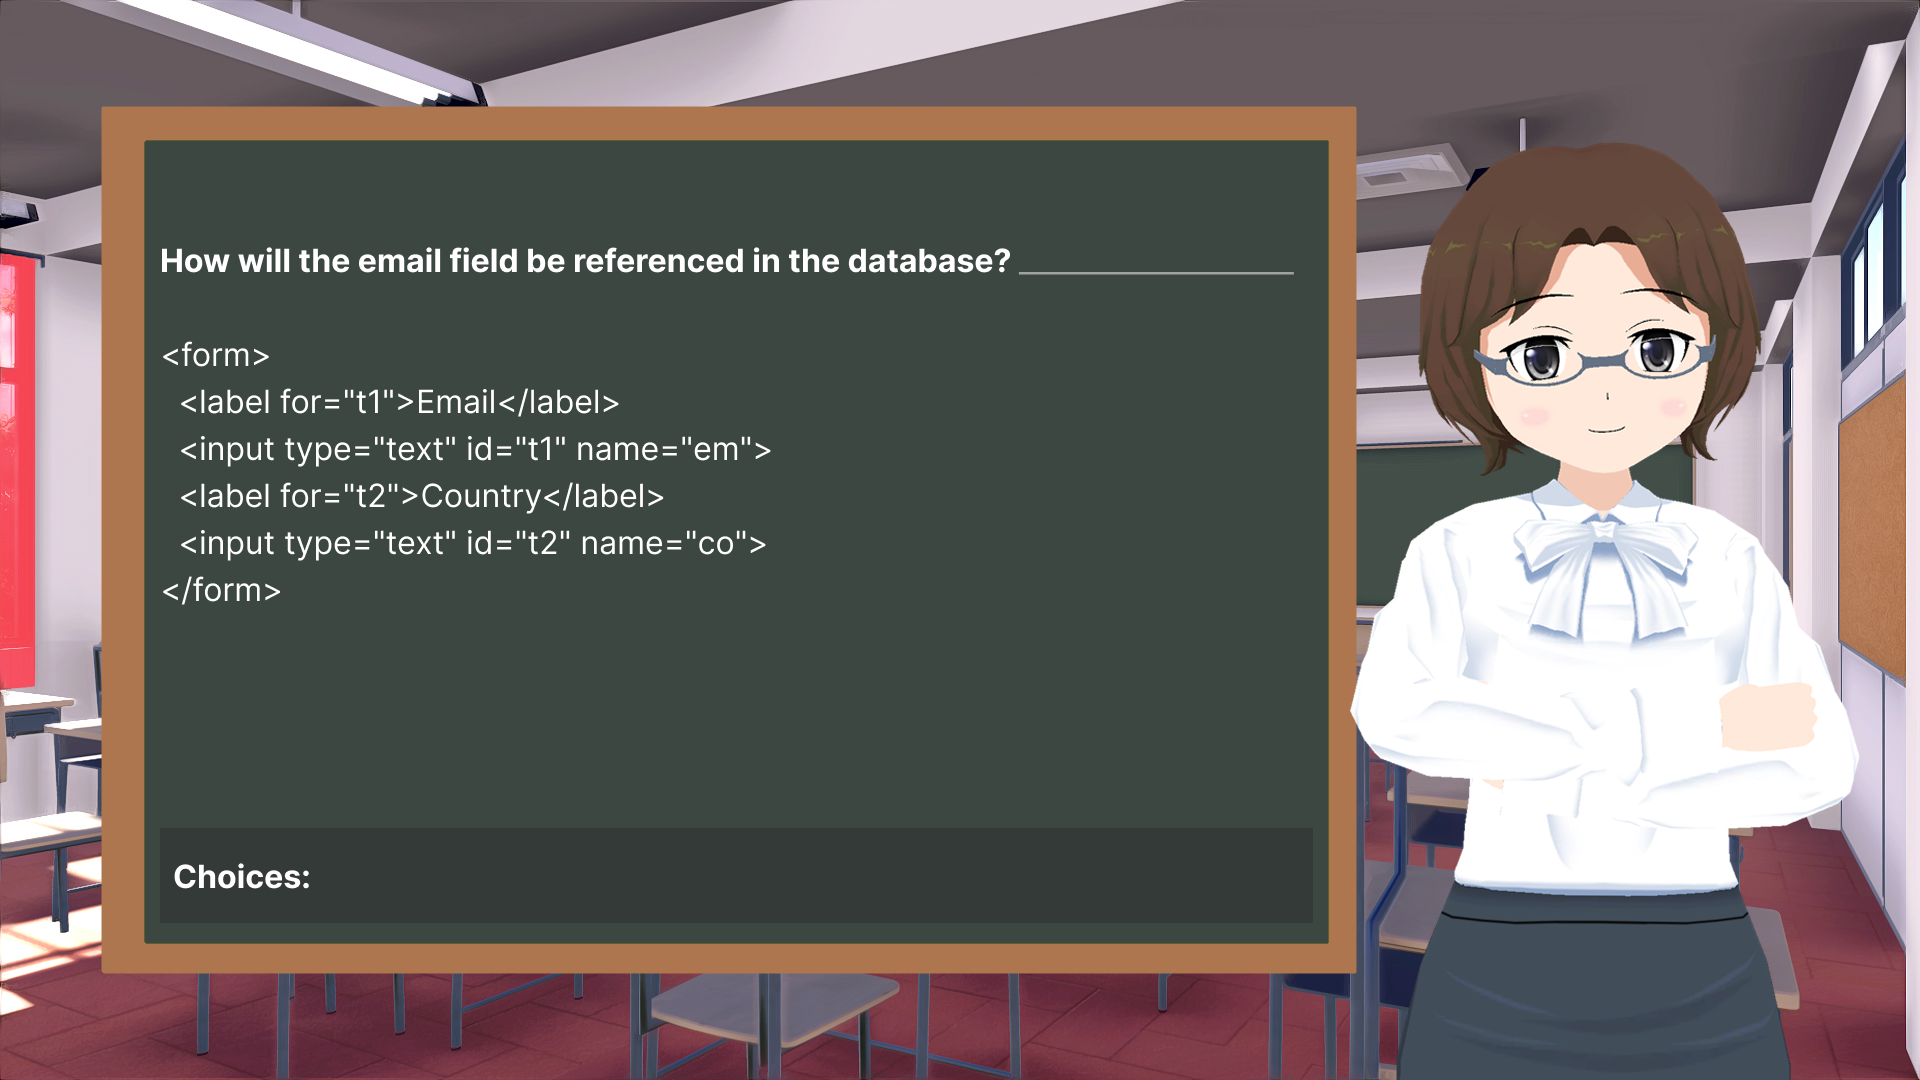 How will the email field be referenced in the database? _______________
<form>
  <label for="t1">Email</label>
  <input type="text" id="t1" name="em">
  <label for="t2">Country</label>
  <input type="text" id="t2" name="co">
</form>
Choices: